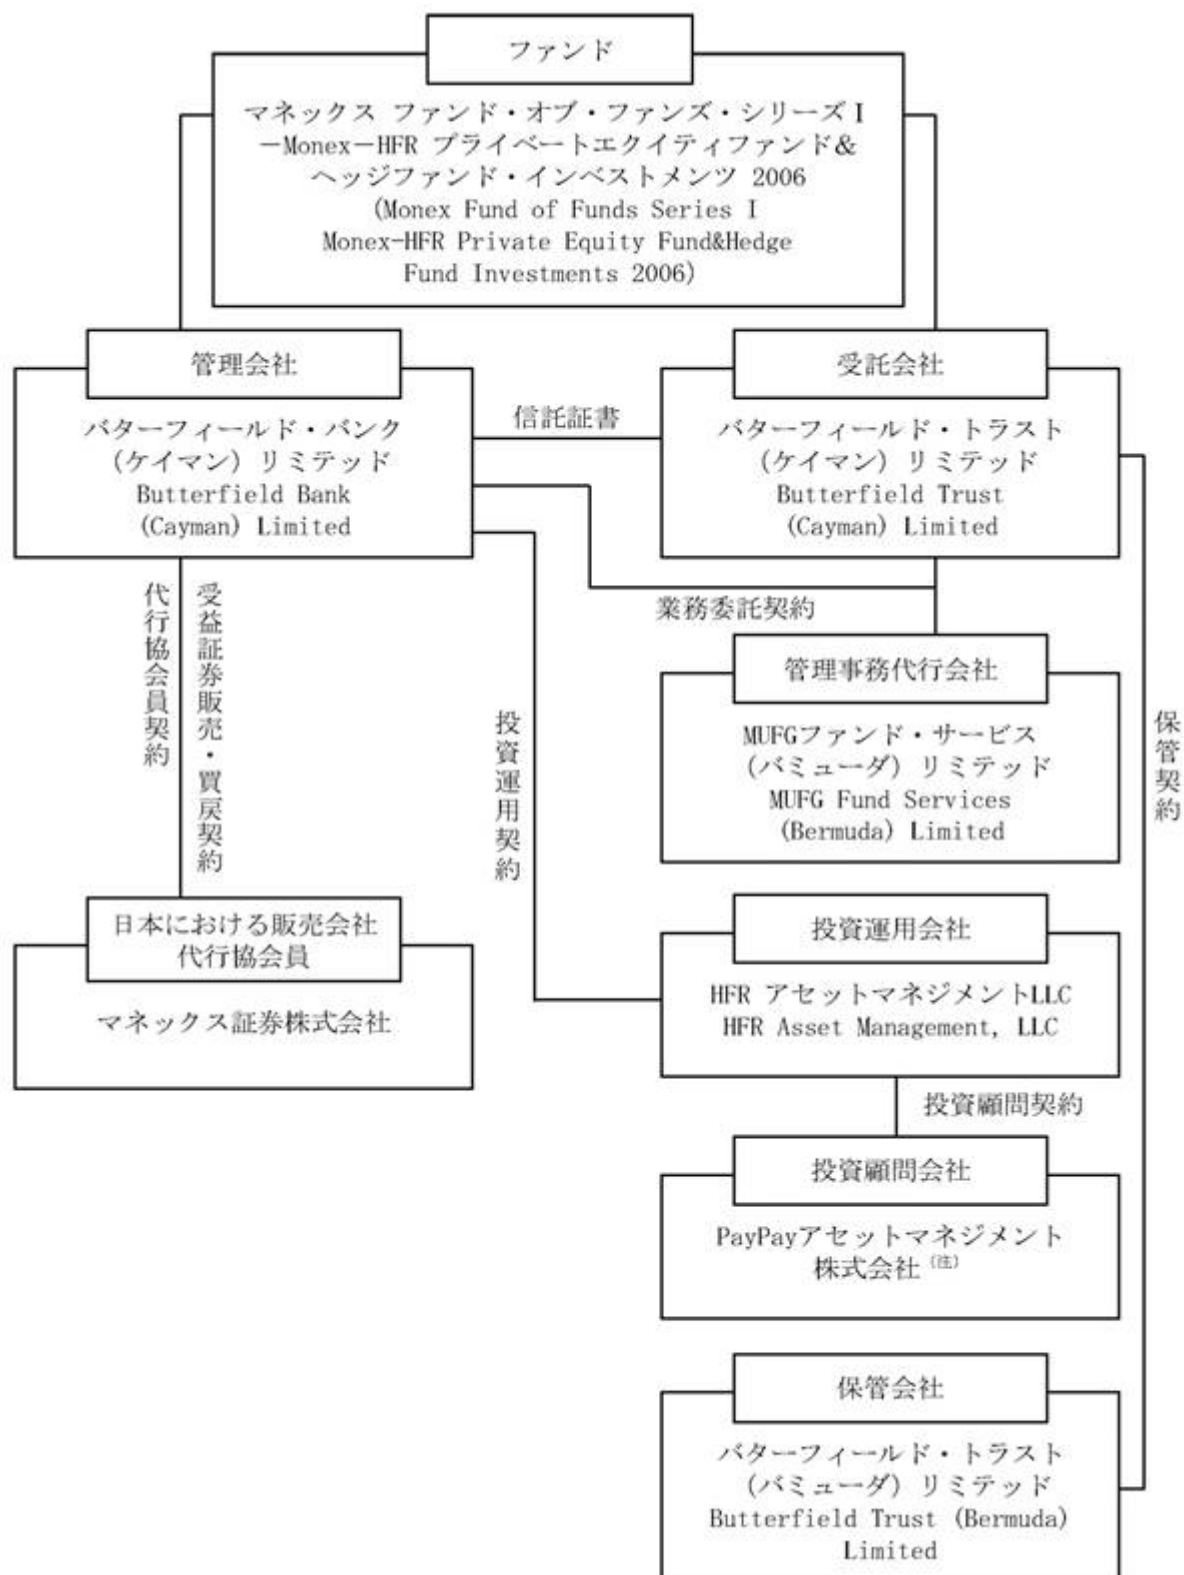 ファンド
マネックス ファンド・オブ・ファンズ・シリーズⅠ
－Monex－HFR プライベートエクイティファンド＆
ヘッジファンド・インベストメンツ 2006
(Monex Fund of Funds Series I
Monex-HFR Private Equity Fund&Hedge
Fund Investments 2006)
管理会社
バターフィールド・バンク
（ケイマン）リミテッド
Butterfield Bank
(Cayman) Limited
信託証書
受託会社
バターフィールド・トラスト
（ケイマン）リミテッド
Butterfield Trust
(Cayman) Limited
業務委託契約
代行協会員契約
受益証券販売・買戻契約
投資運用契約
保管契約
管理事務代行会社
MUFGファンド・サービス
（バミューダ）リミテッド
MUFG Fund Services
(Bermuda) Limited
日本における販売会社
代行協会員
マネックス証券株式会社
投資運用会社
HFR アセットマネジメントLLC
HFR Asset Management, LLC
投資顧問契約
投資顧問会社
PayPayアセットマネジメント
株式会社（注）
保管会社
バターフィールド・トラスト
（バミューダ）リミテッド
Butterfield Trust (Bermuda)
Limited